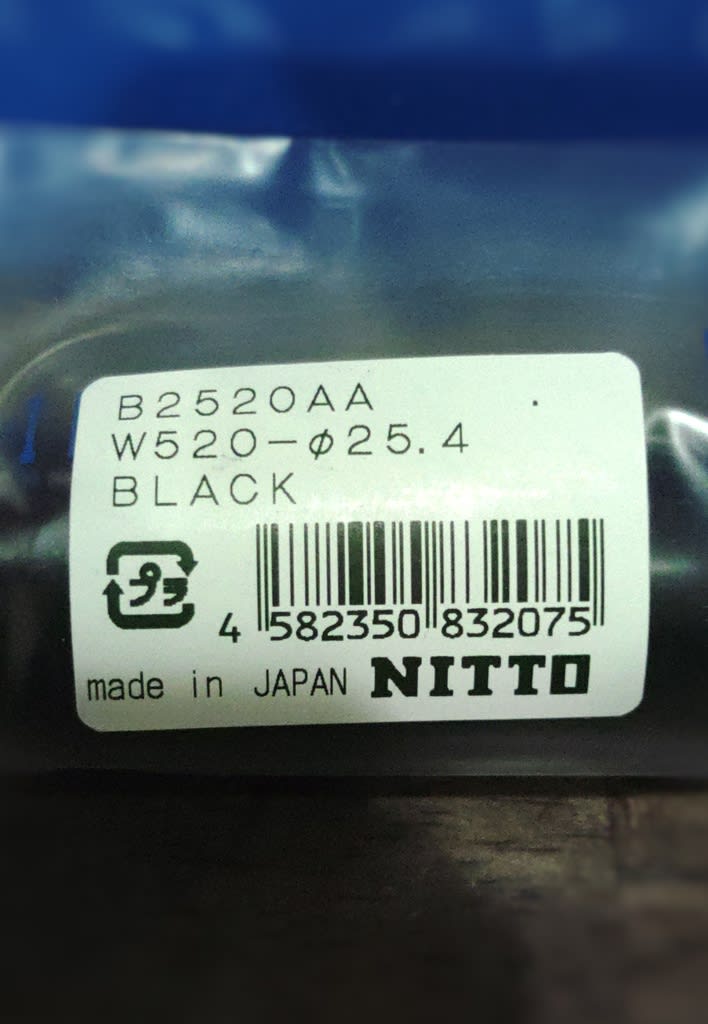 B2520AA
W520-φ25.4
BLACK
プラ
4 582350 832075
made in JAPAN NITTO